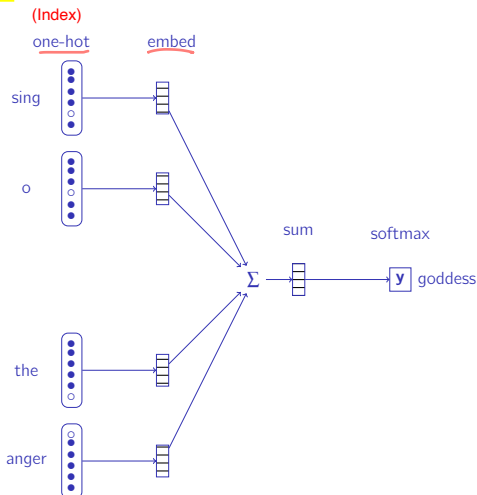 (Index)
one-hot embed
sing
o
sum softmax
Σ y goddess
the
anger